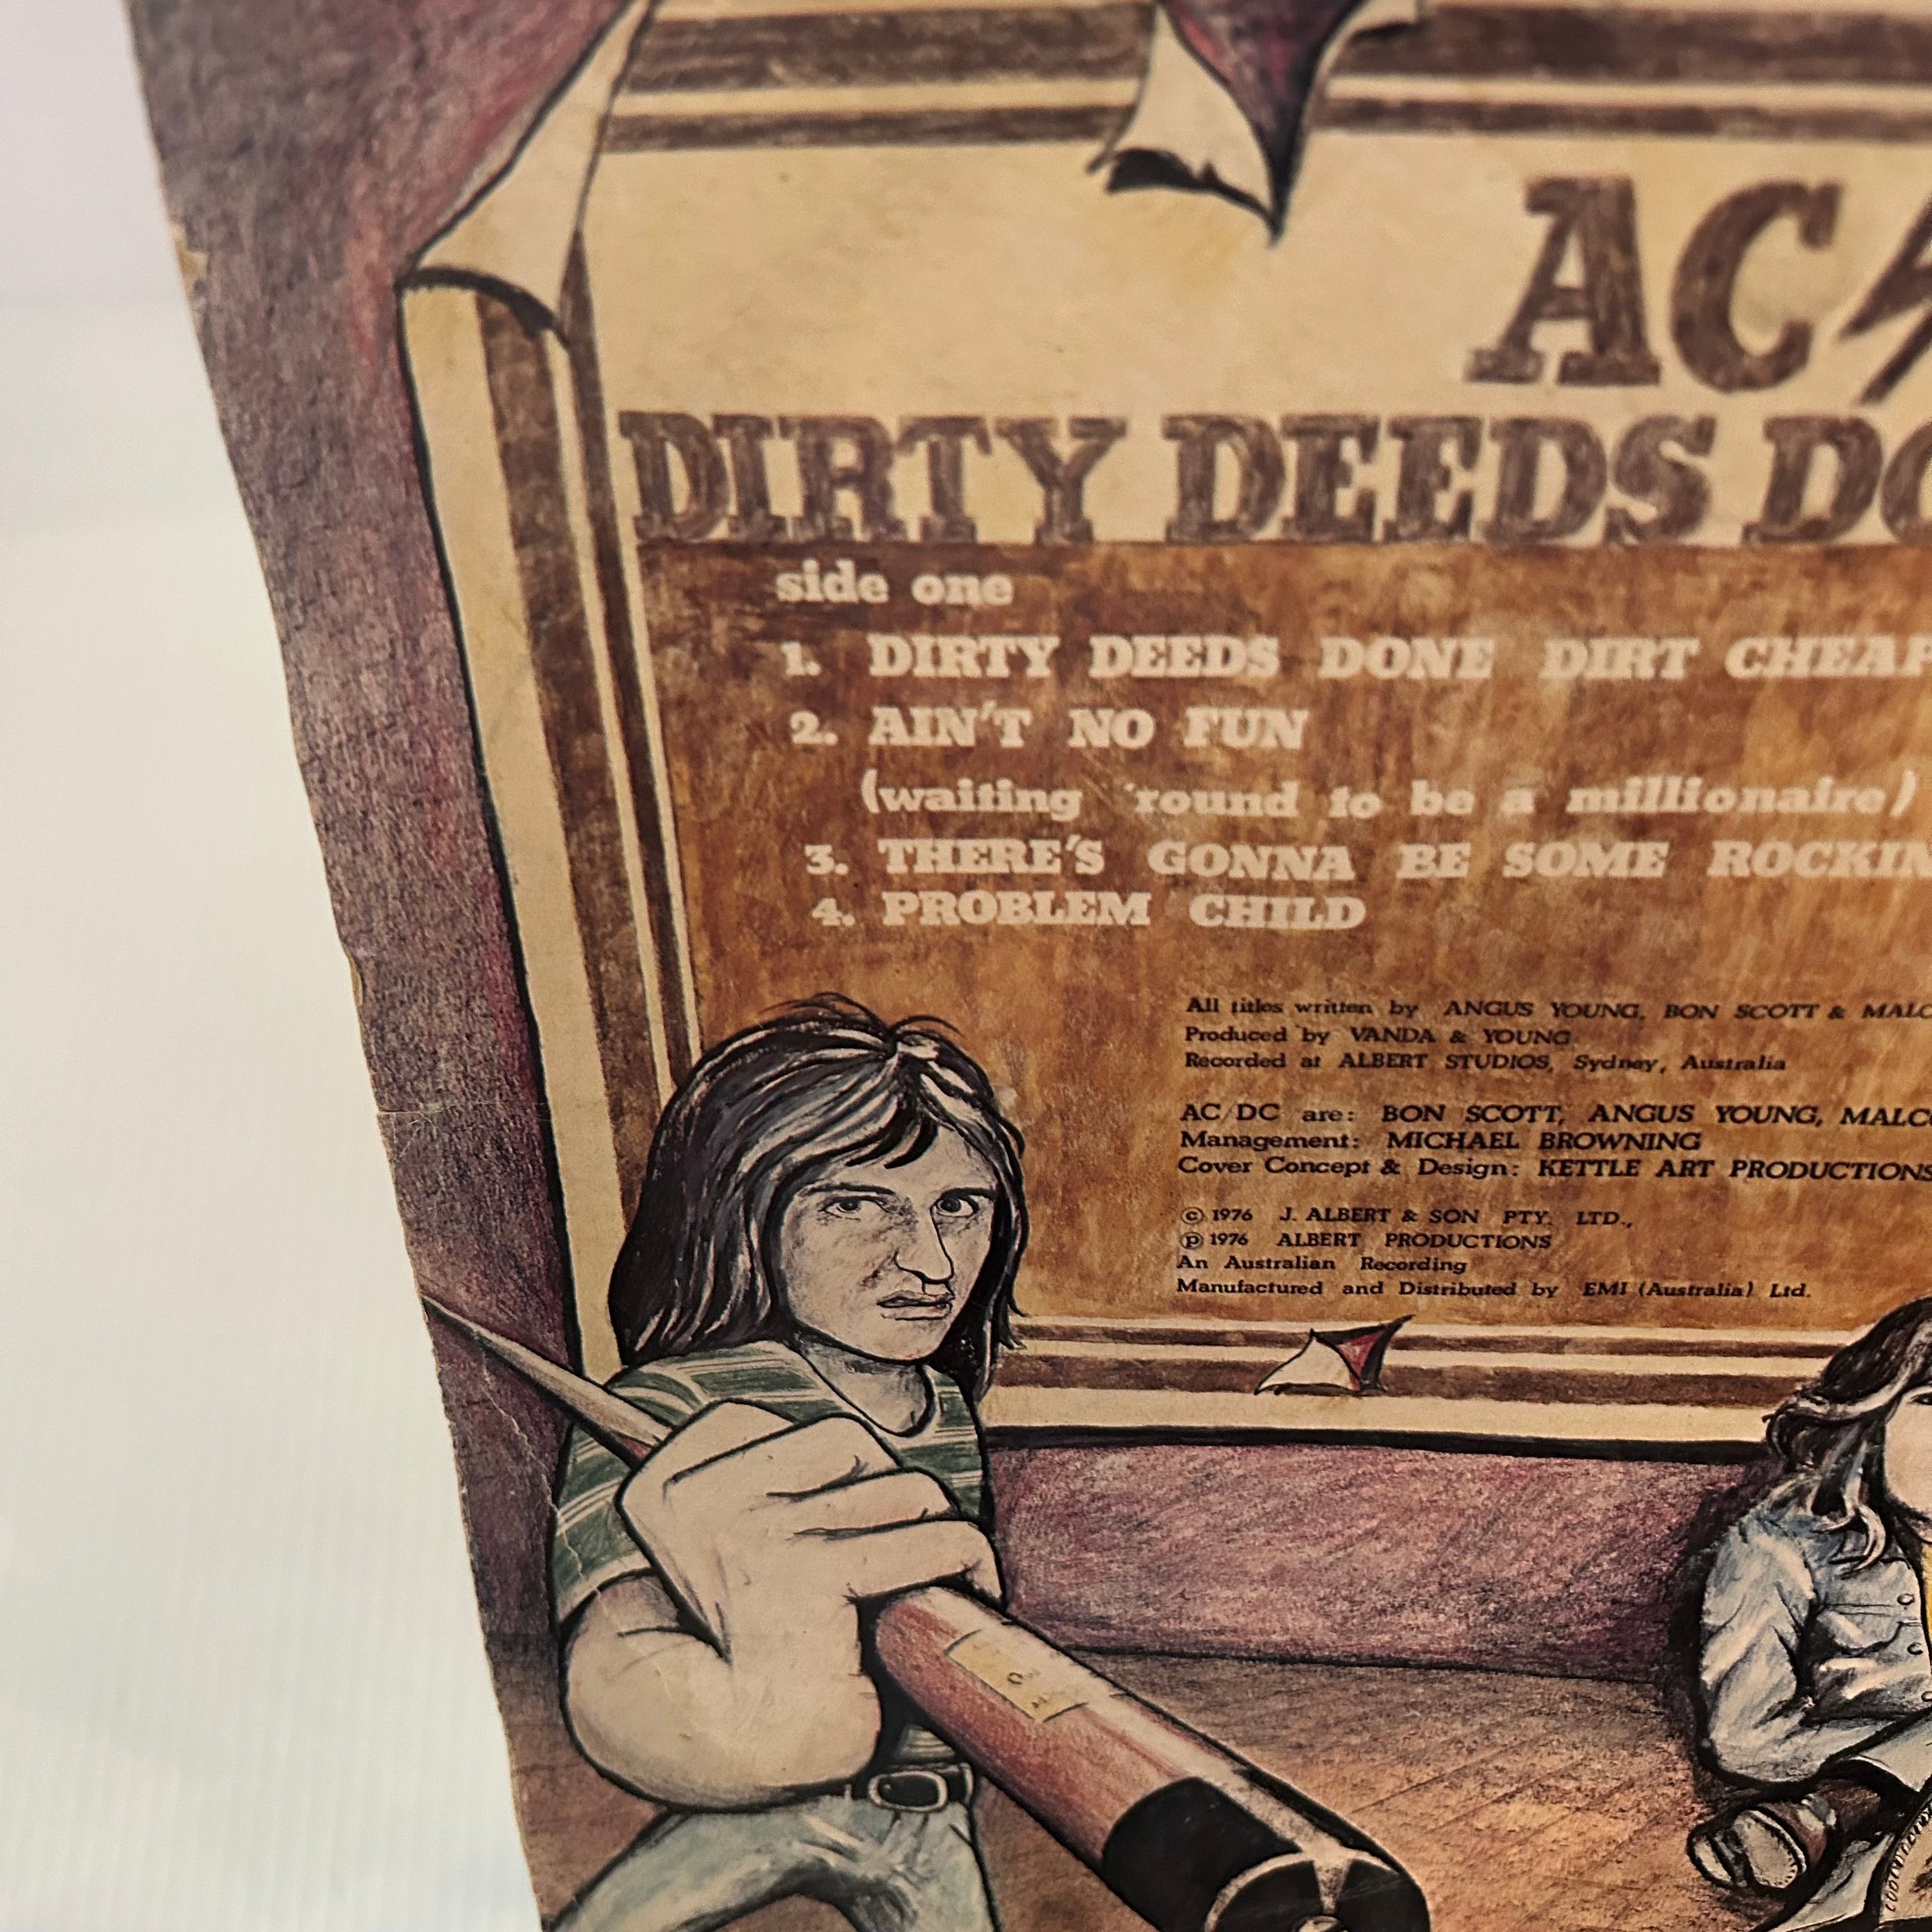 AC
DIRTY DEEDS DO
side one
1. DIRTY DEEDS DONE DIRT CHEAP
2. AIN'T NO FUN
(waiting 'round to be a millionaire)
3. THERE'S GONNA BE SOME ROCKIN
4. PROBLEM CHILD
All titles written by ANGUS YOUNG, BON SCOTT & MALC
Produced by VANDA & YOUNG
Recorded at ALBERT STUDIOS, Sydney, Australia
AC/DC are: BON SCOTT, ANGUS YOUNG, MALC
Management: MICHAEL BROWNING
Cover Concept & Design: KETTLE ART PRODUCTIONS
© 1976 J. ALBERT & SON PTY. LTD.,
℗ 1976 ALBERT PRODUCTIONS
An Australian Recording
Manufactured and Distributed by EMI (Australia) Ltd.